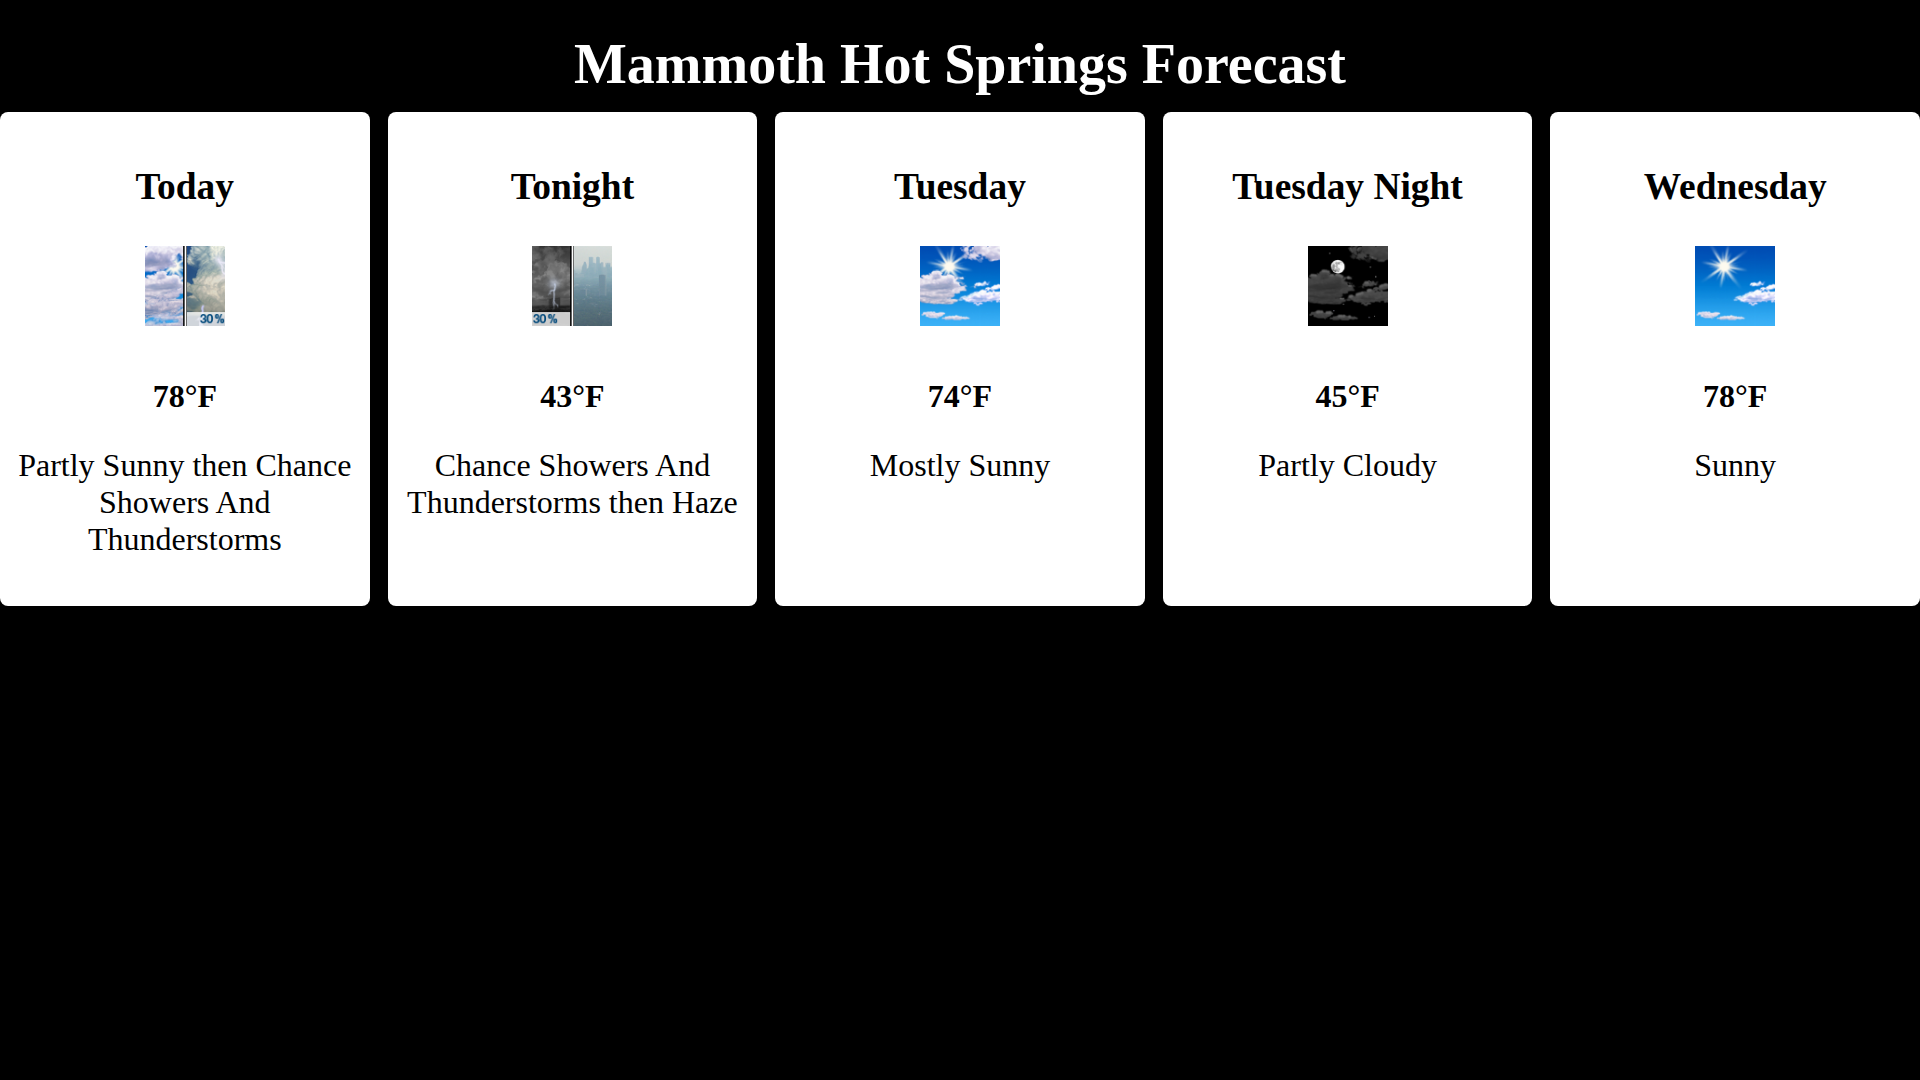 Mammoth Hot Springs Forecast
Today
30%
78°F
Partly Sunny then Chance
Showers And
Thunderstorms
Tonight
30%
43°F
Chance Showers And
Thunderstorms then Haze
Tuesday
74°F
Mostly Sunny
Tuesday Night
45°F
Partly Cloudy
Wednesday
78°F
Sunny